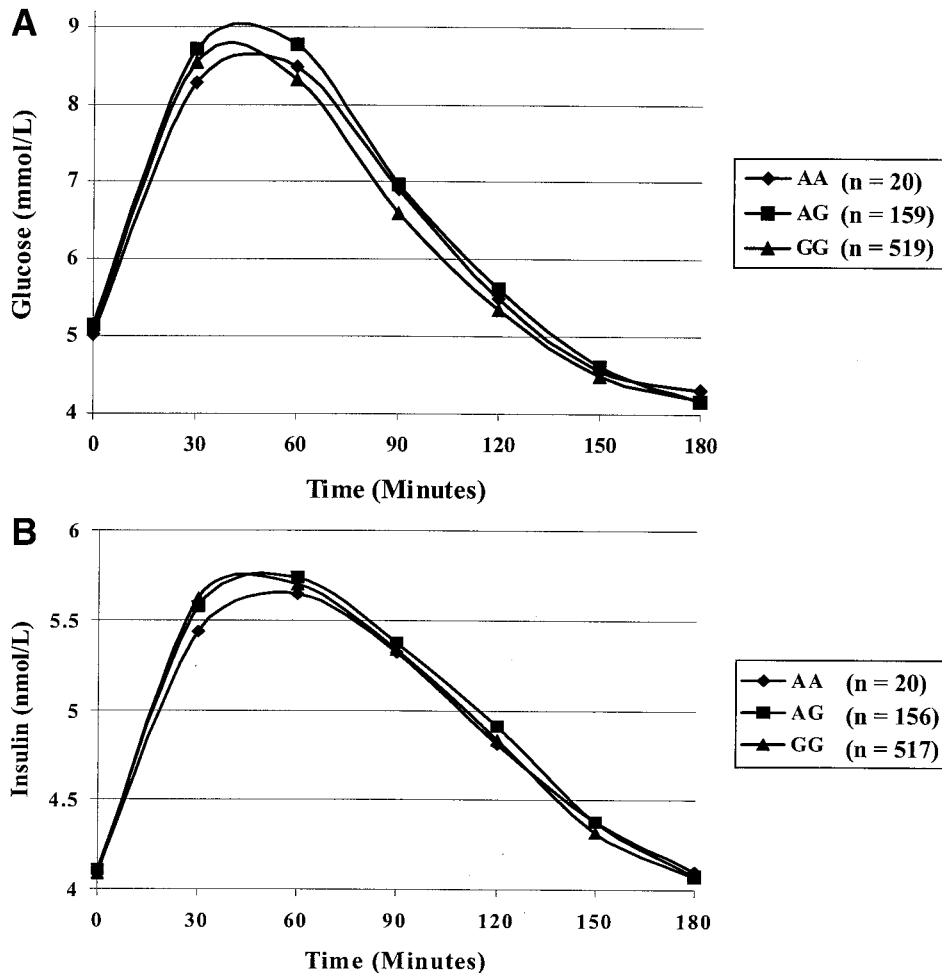 A
9
8
7
6
5
4
Glucose (mmol/L)
0 30 60 90 120 150 180
Time (Minutes)
AA (n = 20)
AG (n = 159)
GG (n = 519)
B
6
5.5
5
4.5
4
Insulin (nmol/L)
0 30 60 90 120 150 180
Time (Minutes)
AA (n = 20)
AG (n = 156)
GG (n = 517)